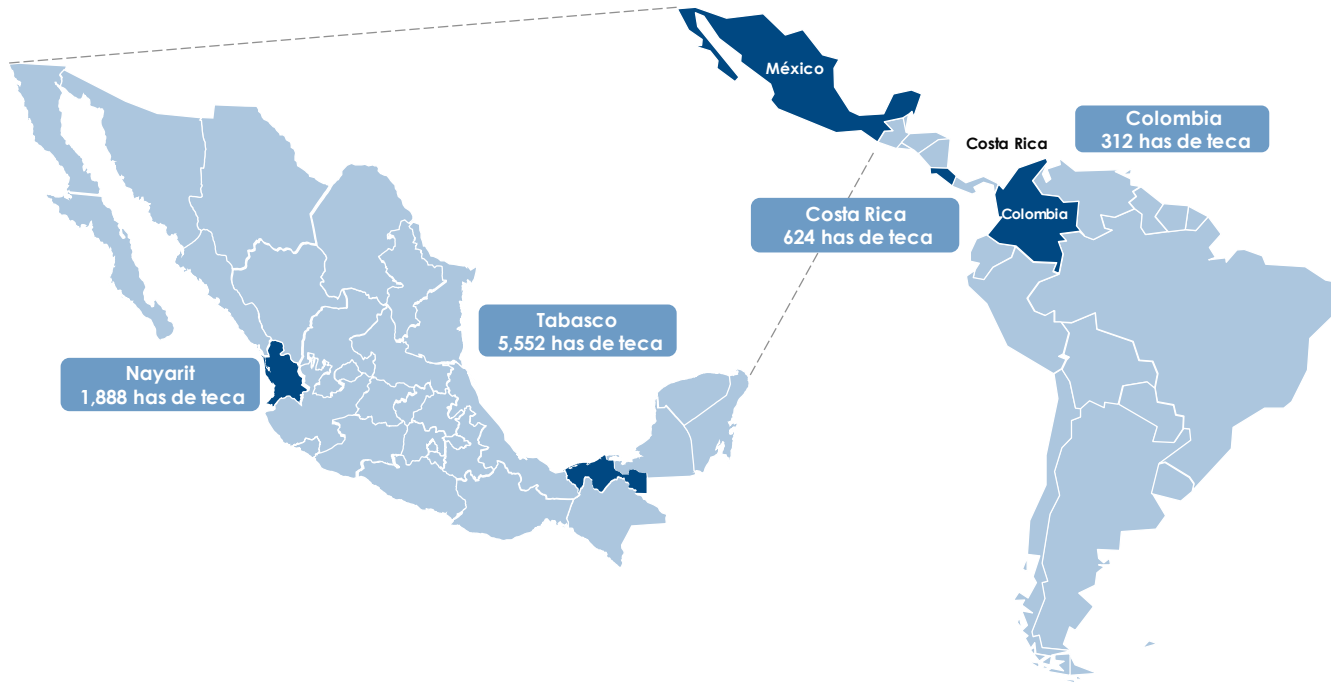 México
Costa Rica
Colombia
312 has de teca
Costa Rica
624 has de teca
Colombia
Tabasco
5,552 has de teca
Nayarit
1,888 has de teca